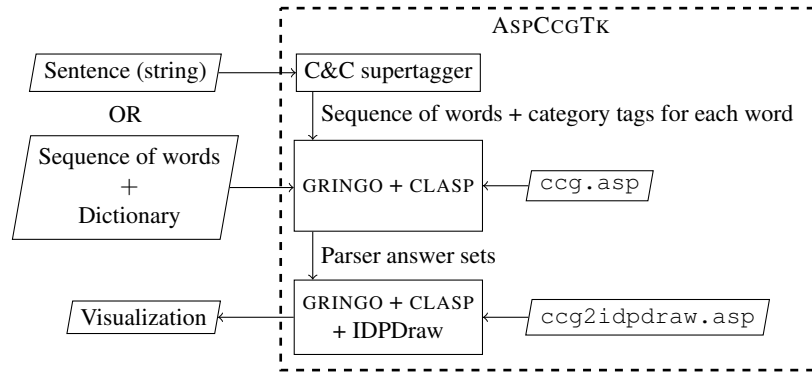 ASPCCGTK
Sentence (string)
C&C supertagger
OR
Sequence of words + category tags for each word
Sequence of words
+
Dictionary
GRINGO + CLASP
ccg.asp
Parser answer sets
Visualization
GRINGO + CLASP
+ IDPDraw
ccg2idpdraw.asp